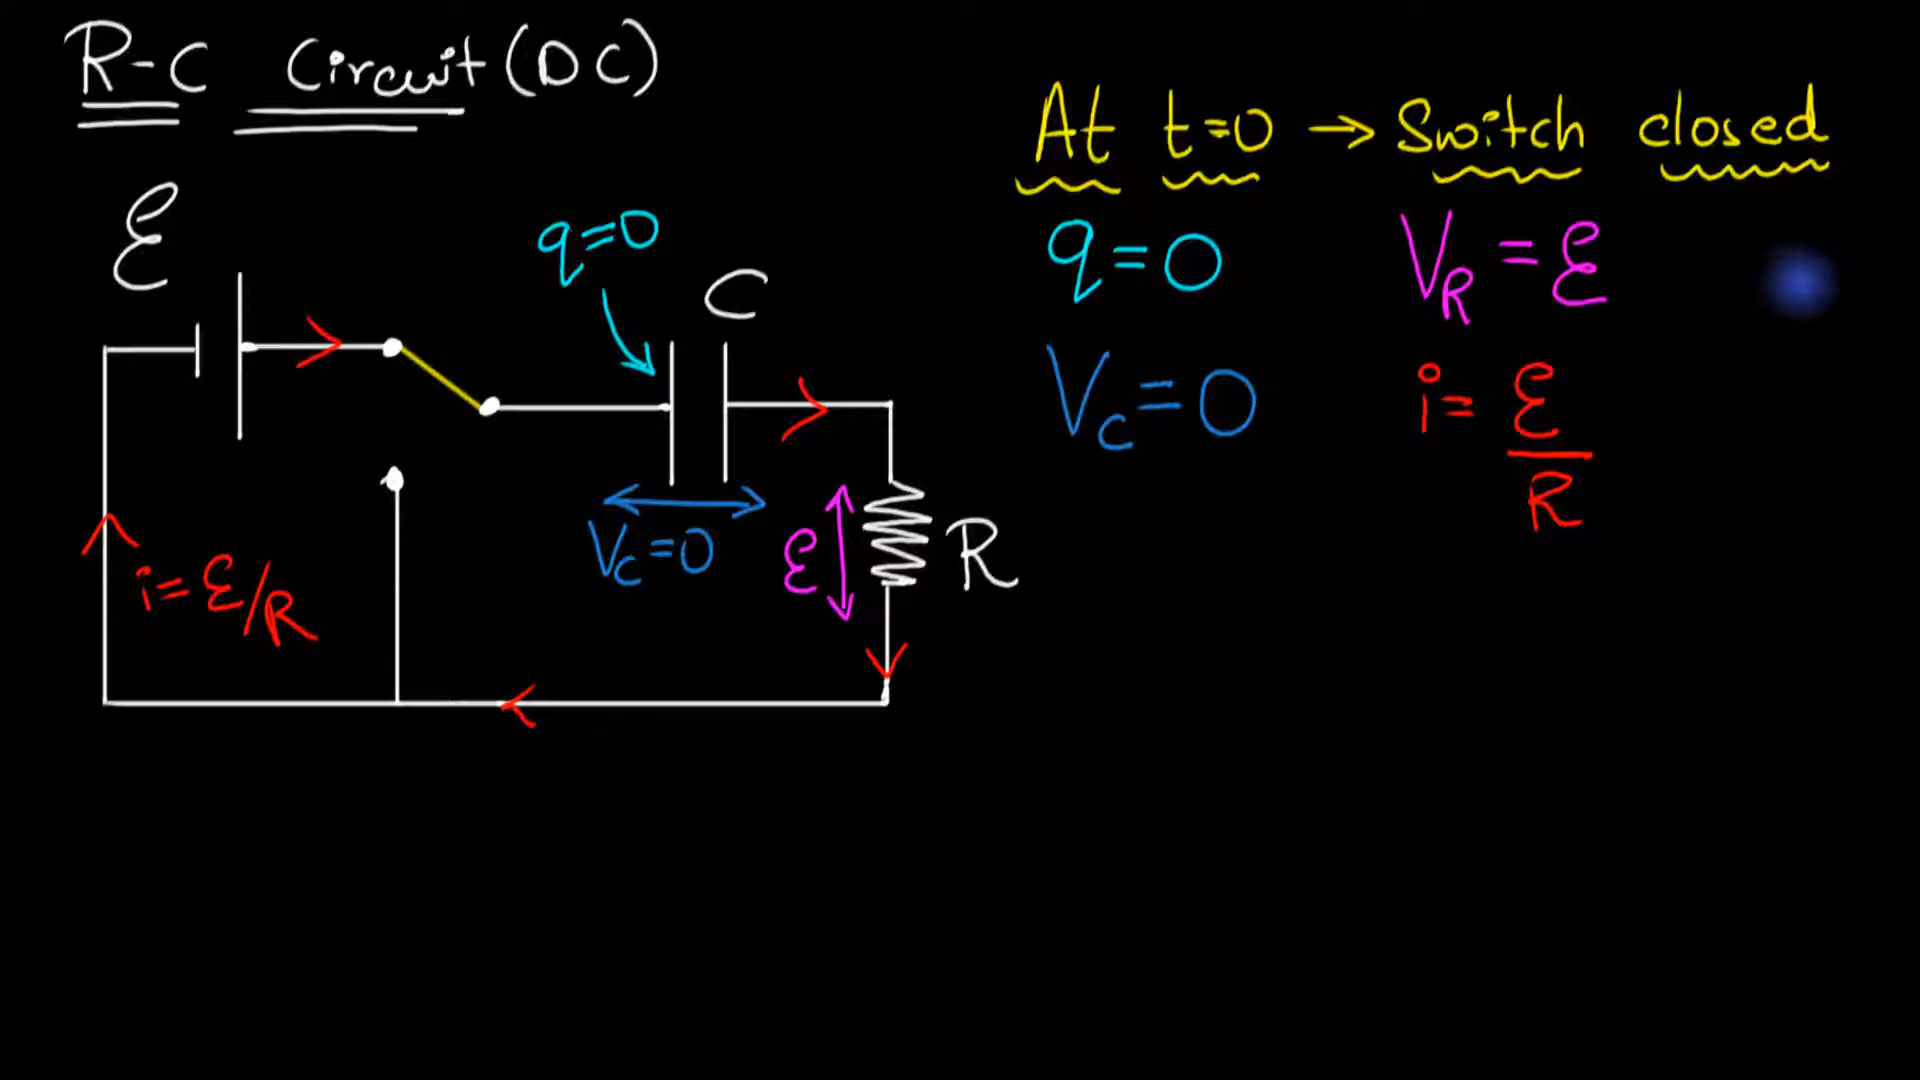 R-C Circuit (DC)
At t=0 → Switch closed
ℰ
q=0
C
q=0
V_R = ℰ
V_C=0
i= ℰ/R
V_C=0
ℰ
R
i= ℰ/R